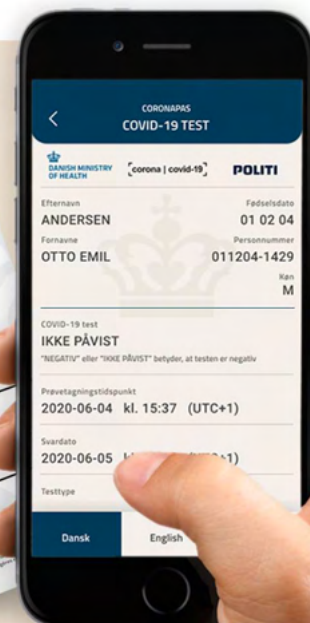 CORONAPAS
COVID-19 TEST
DANISH MINISTRY
OF HEALTH
[corona | covid-19]
POLITI
Efternavn
Fødselsdato
ANDERSEN
01 02 04
Fornavne
Personnummer
OTTO EMIL
011204-1429
Køn
M
COVID-19 test
IKKE PÅVIST
"NEGATIV" eller "IKKE PÅVIST" betyder, at testen er negativ
Prøvetagningstidspunkt
2020-06-04 kl. 15:37 (UTC+1)
Svardato
2020-06-05
Testtype
Dansk
English